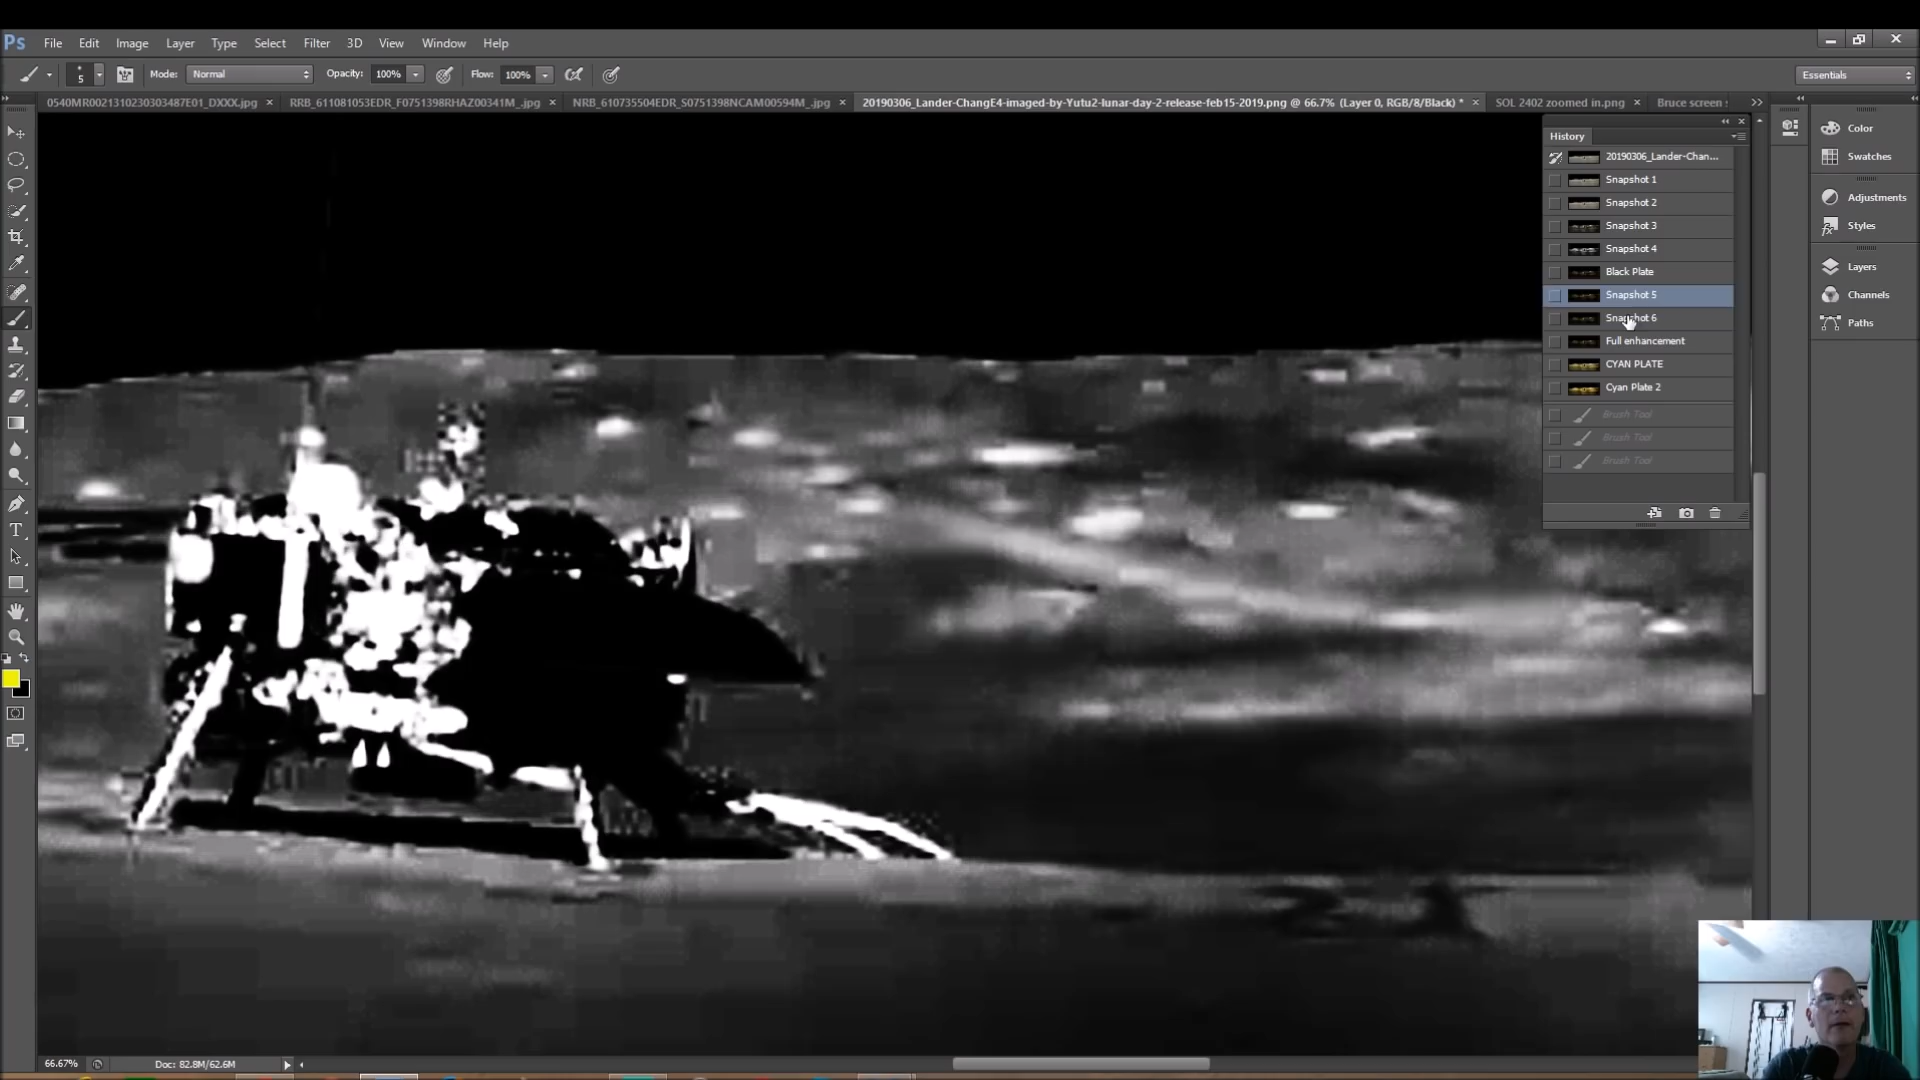 Ps File Edit Image Layer Type Select Filter 3D View Window Help
5 Mode: Normal Opacity: 100% Flow: 100% Essentials
0540MR0021310230303487E01_DXXX.jpg × RRB_611081053EDR_F0751398RHAZ00341M_.jpg × NRB_610735504EDR_S0751398NCAM00594M_.jpg × 20190306_Lander-ChangE4-imaged-by-Yutu2-lunar-day-2-release-feb15-2019.png @ 66.7% (Layer 0, RGB/8/Black) * × SOL 2402 zoomed in.png × Bruce screen :
History
20190306_Lander-Chan...
Snapshot 1
Snapshot 2
Snapshot 3
Snapshot 4
Black Plate
Snapshot 5
Snapshot 6
Full enhancement
CYAN PLATE
Cyan Plate 2
Brush Tool
Brush Tool
Brush Tool
Color
Swatches
Adjustments
Styles
Layers
Channels
Paths
66.67% Doc: 82.8M/62.6M